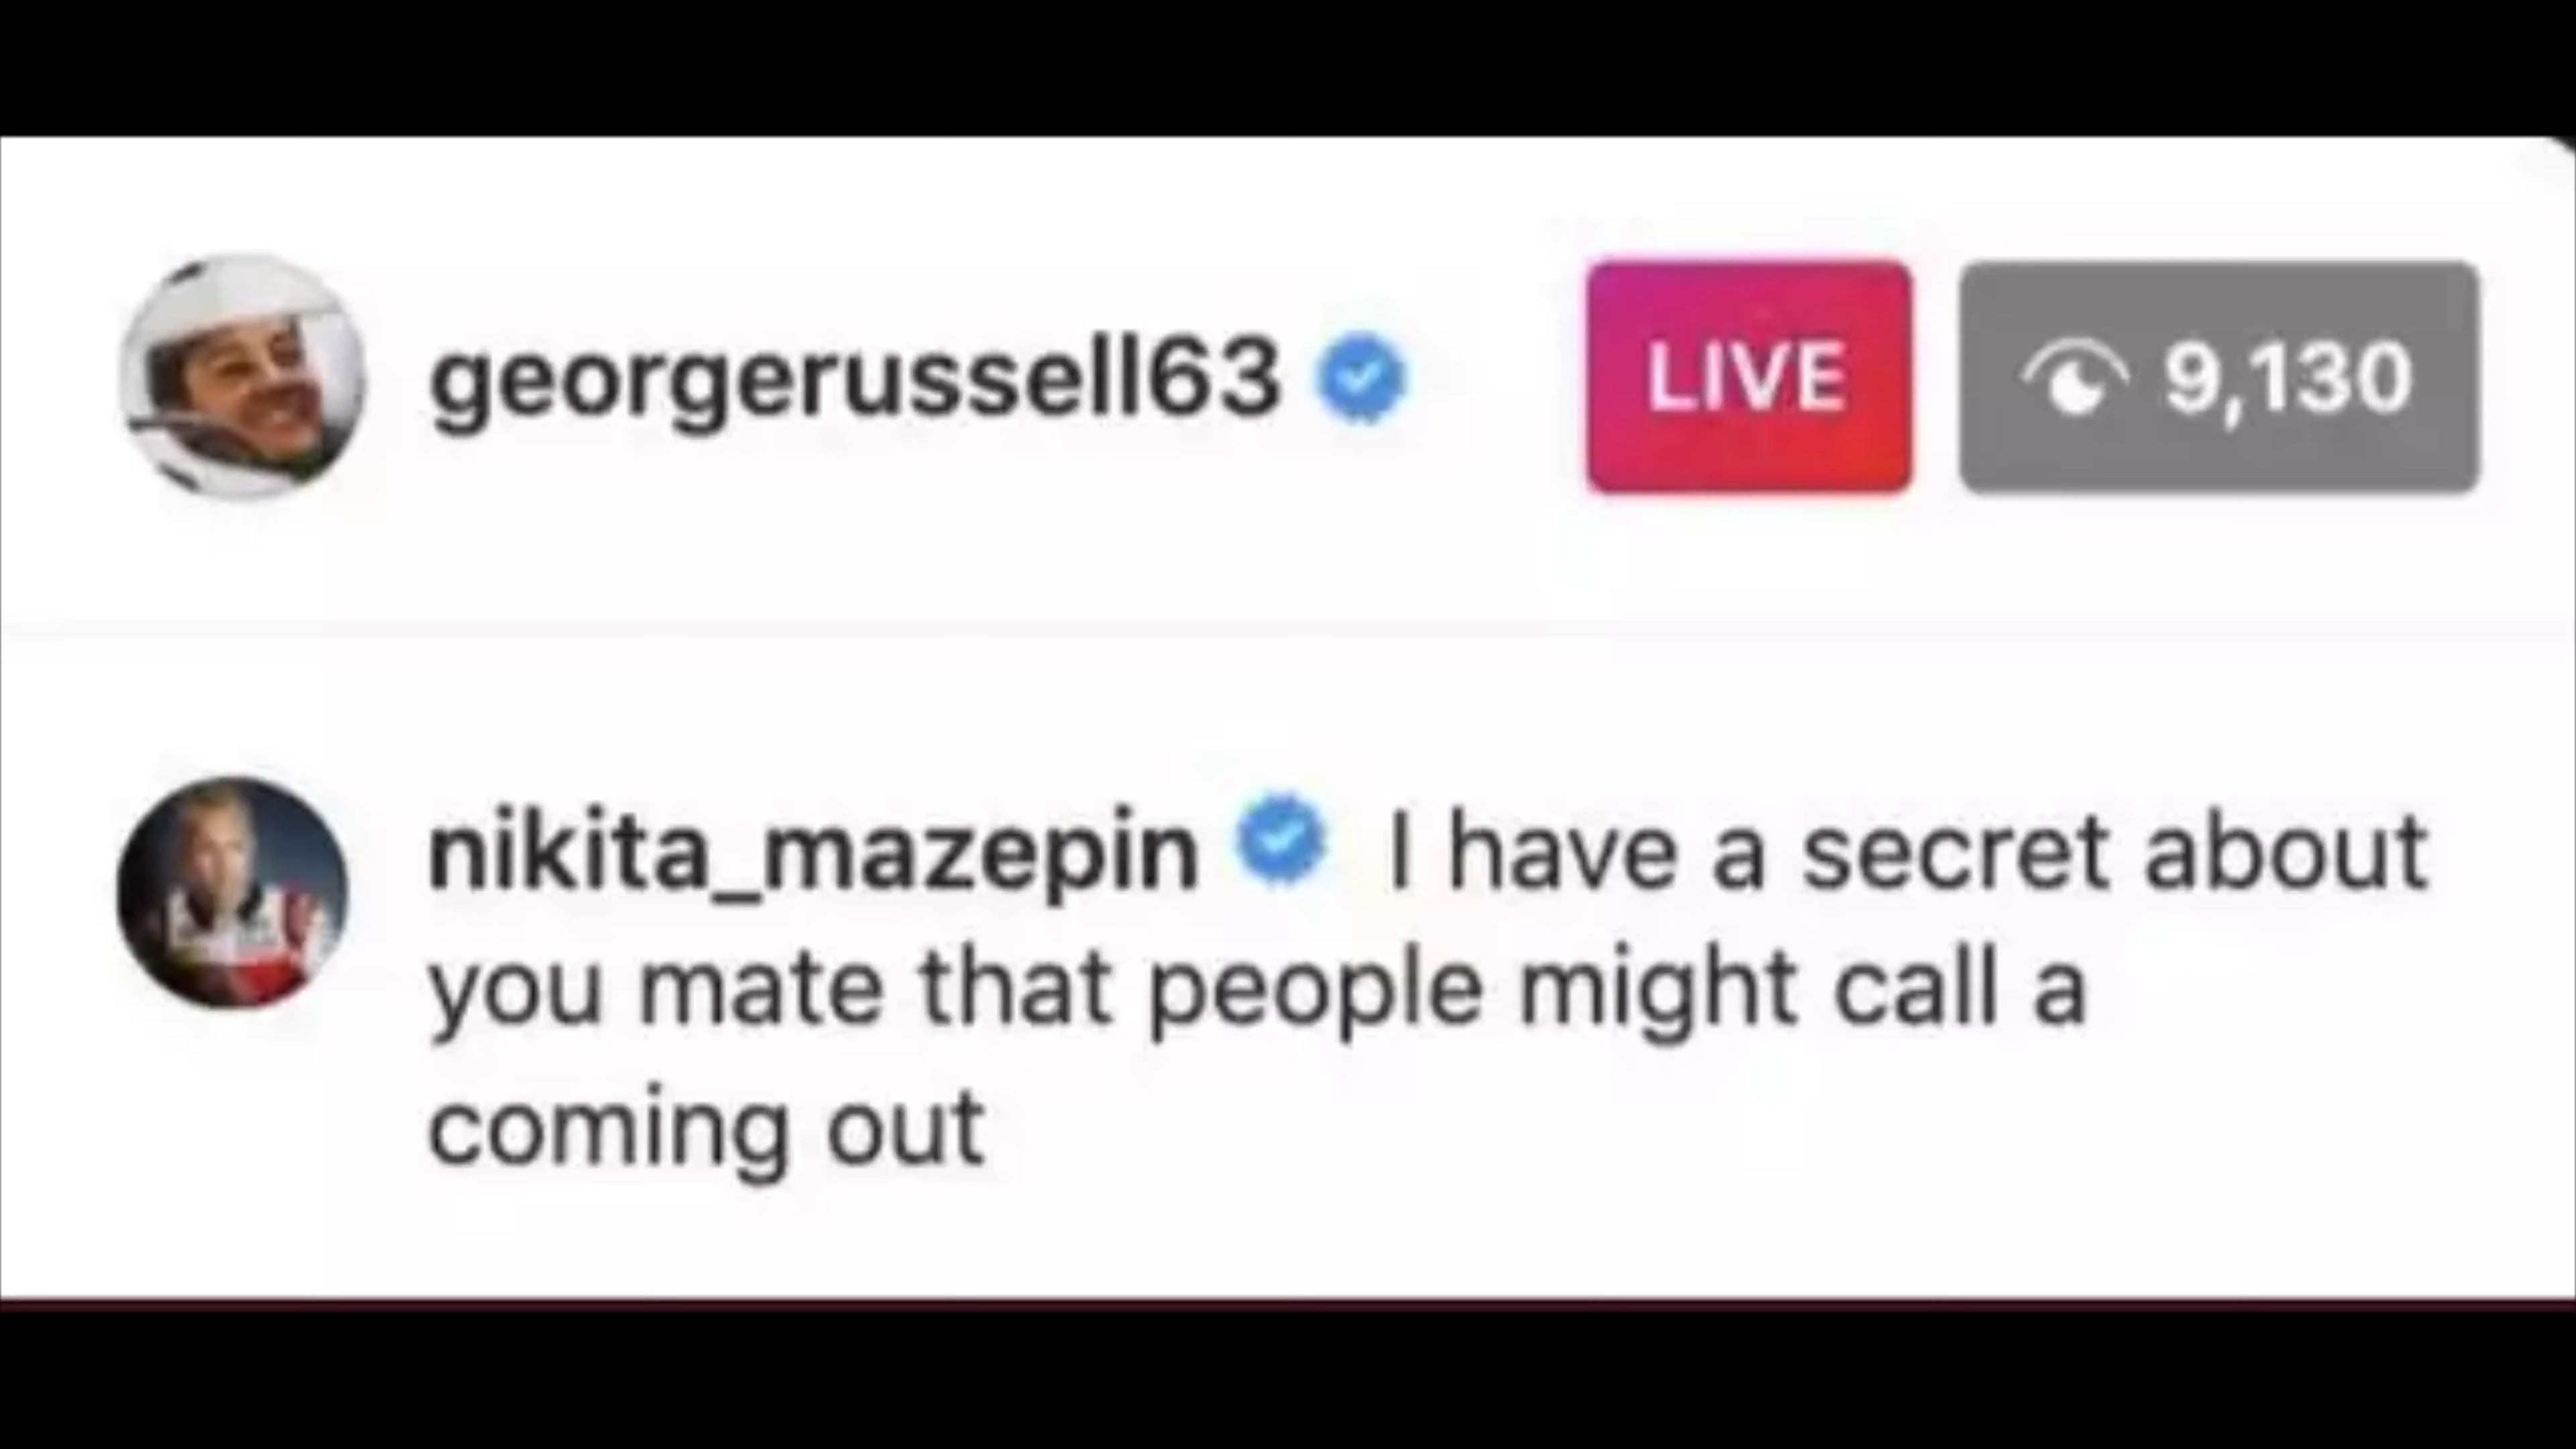 georgerussell63 LIVE 9,130
nikita_mazepin I have a secret about
you mate that people might call a
coming out